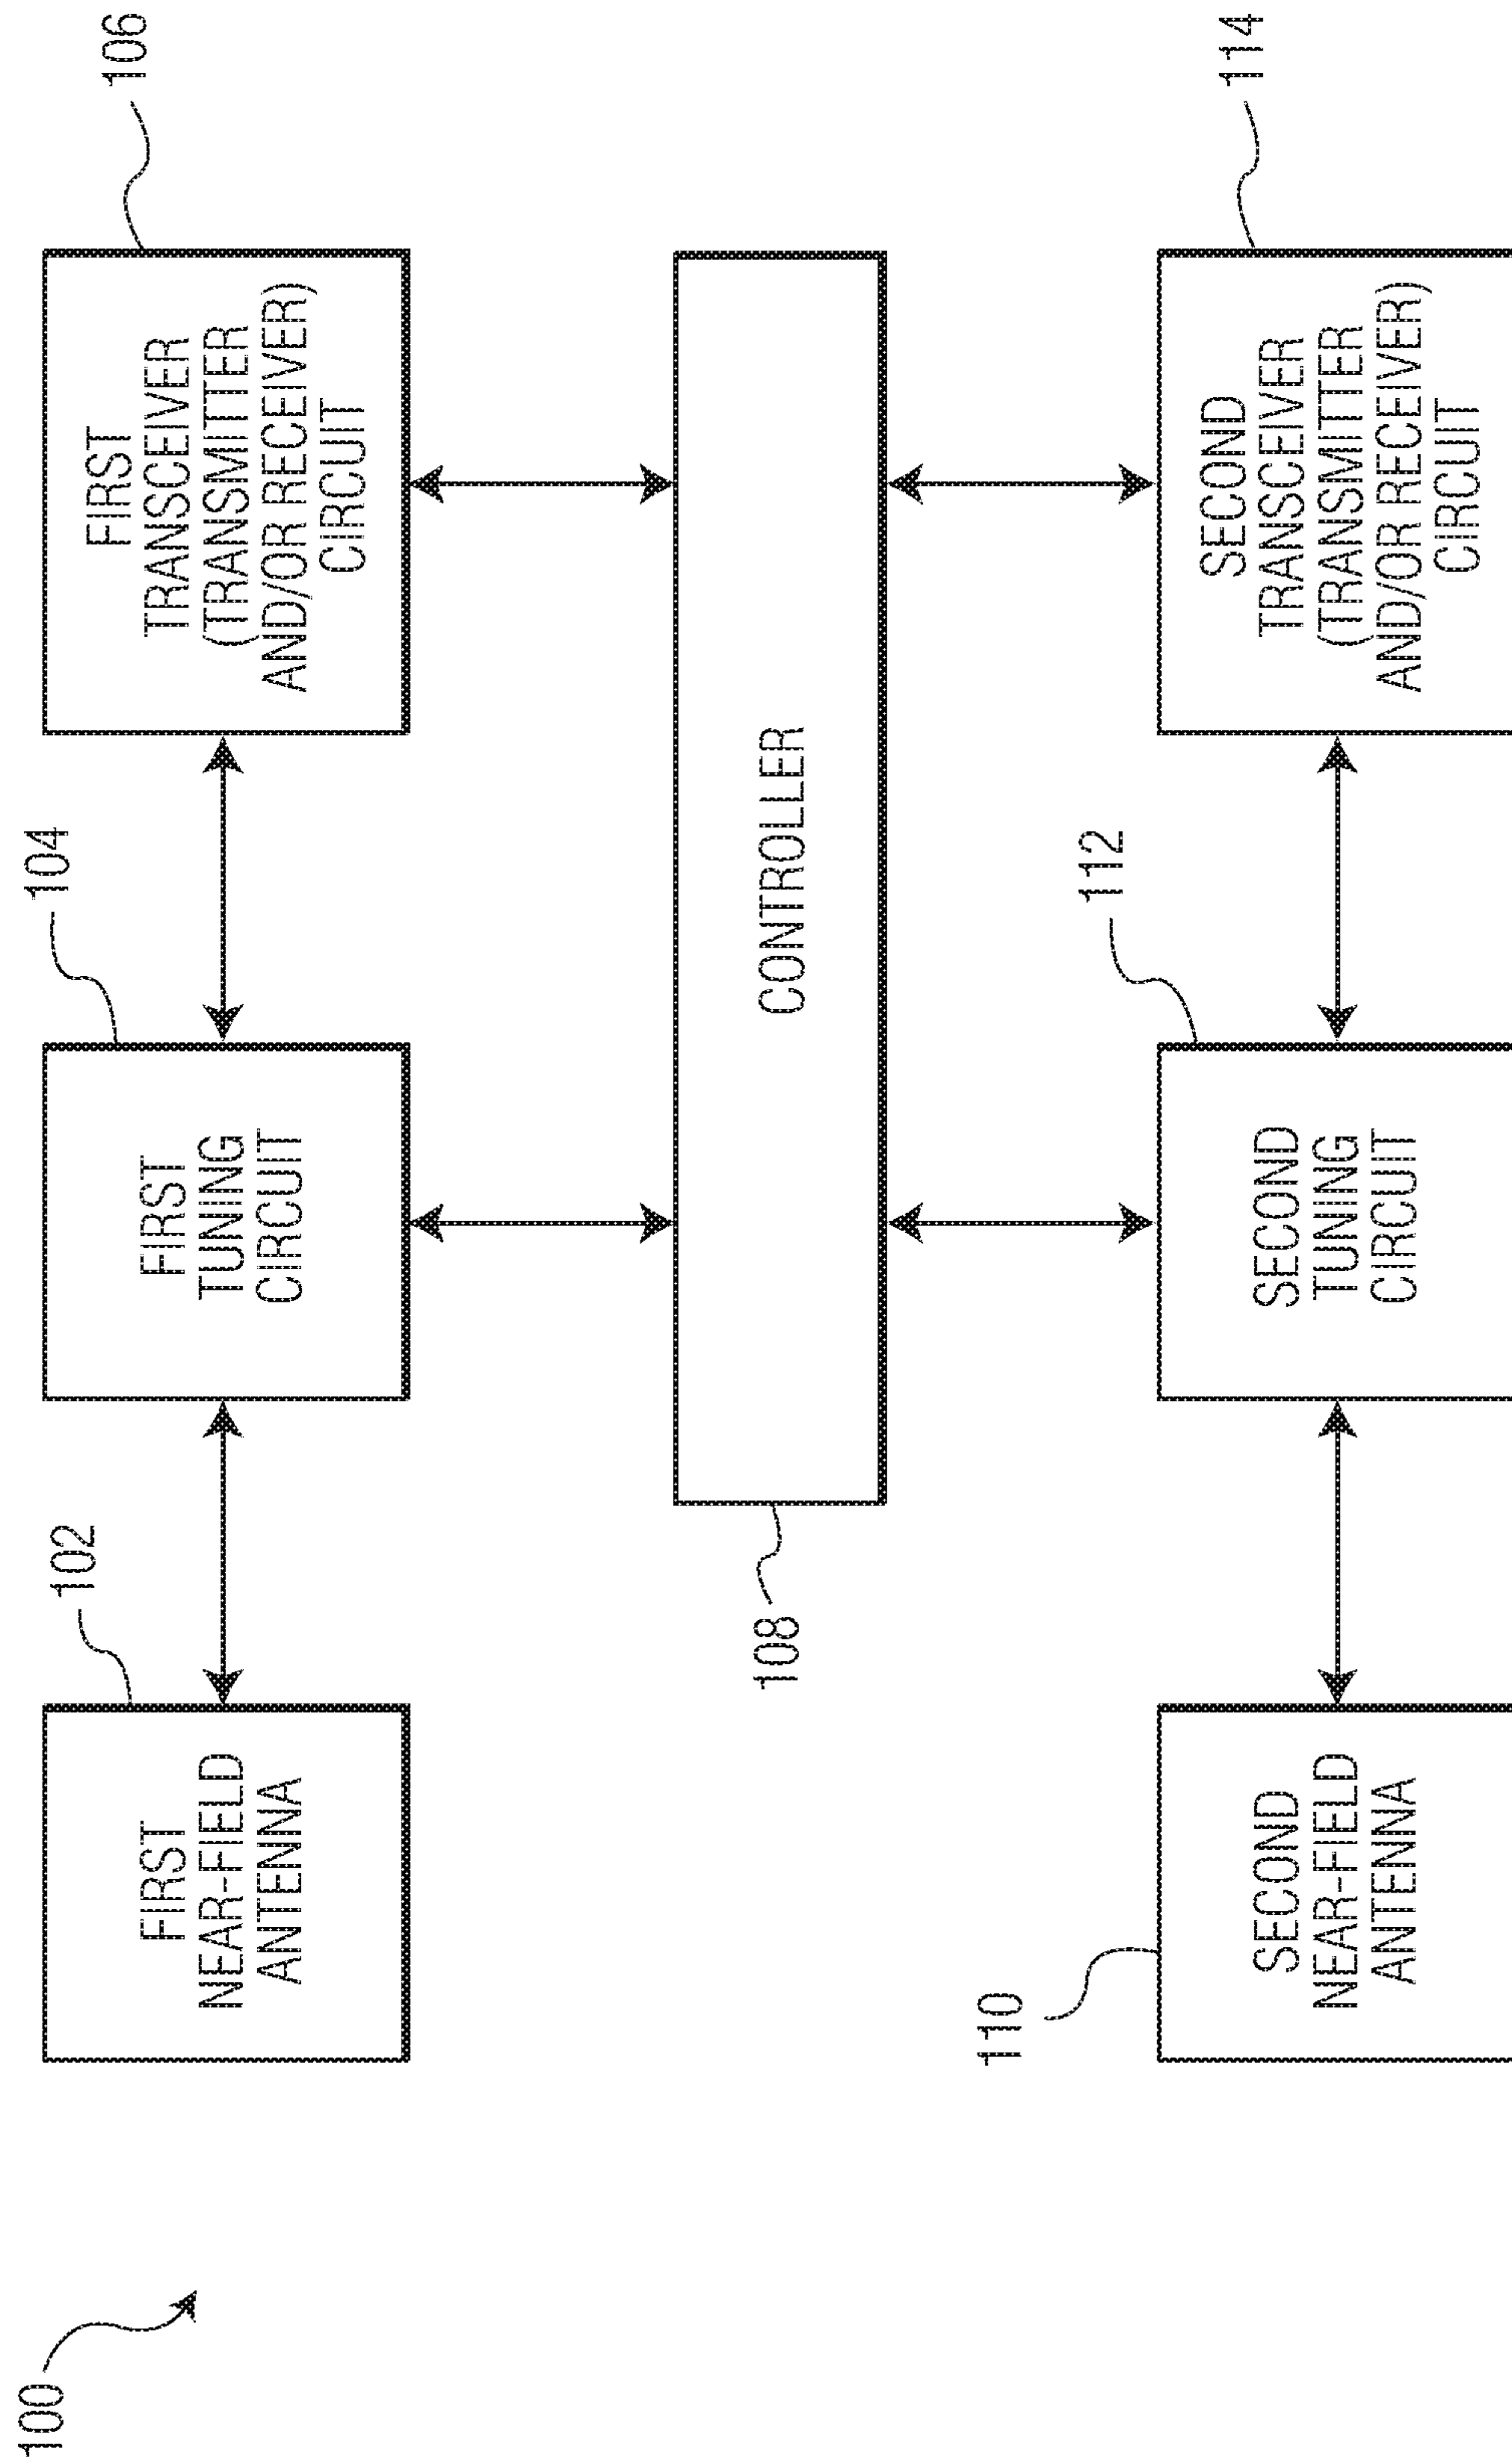 100
102
FIRST
NEAR-FIELD
ANTENNA
104
FIRST
TUNING
CIRCUIT
106
FIRST
TRANSCEIVER
(TRANSMITTER
AND/OR RECEIVER)
CIRCUIT
108
CONTROLLER
110
SECOND
NEAR-FIELD
ANTENNA
112
SECOND
TUNING
CIRCUIT
114
SECOND
TRANSCEIVER
(TRANSMITTER
AND/OR RECEIVER)
CIRCUIT